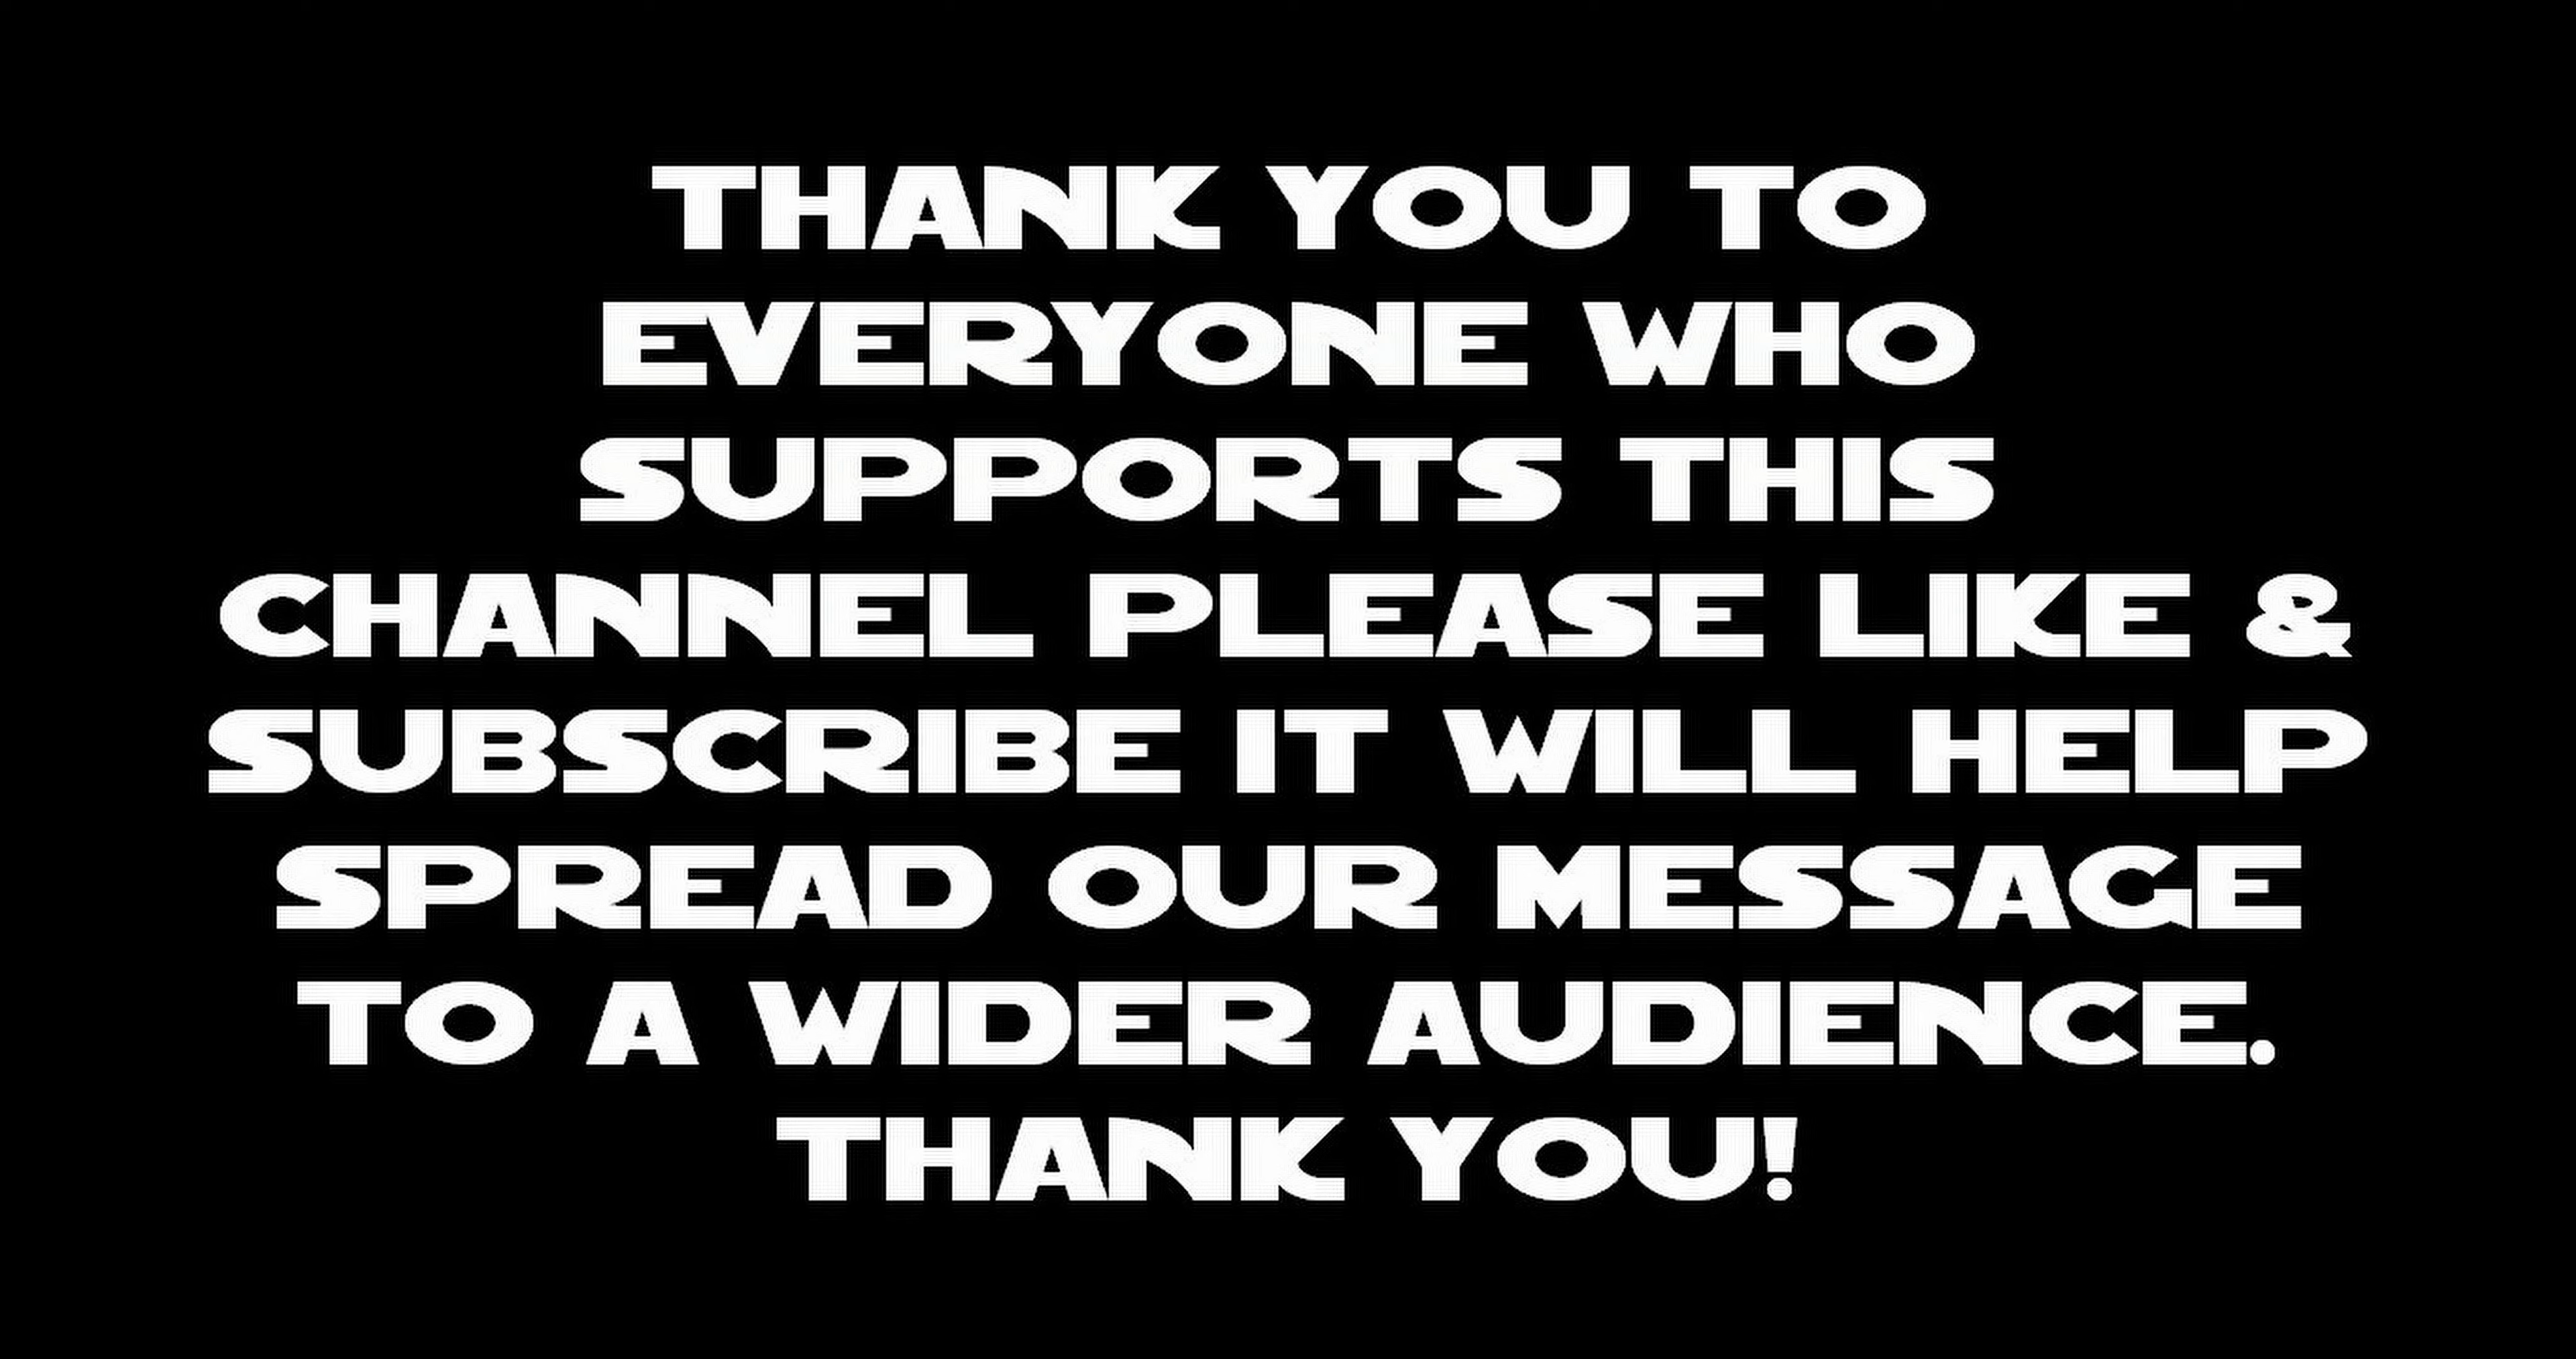 THANK YOU TO
EVERYONE WHO
SUPPORTS THIS
CHANNEL PLEASE LIKE &
SUBSCRIBE IT WILL HELP
SPREAD OUR MESSAGE
TO A WIDER AUDIENCE.
THANK YOU!